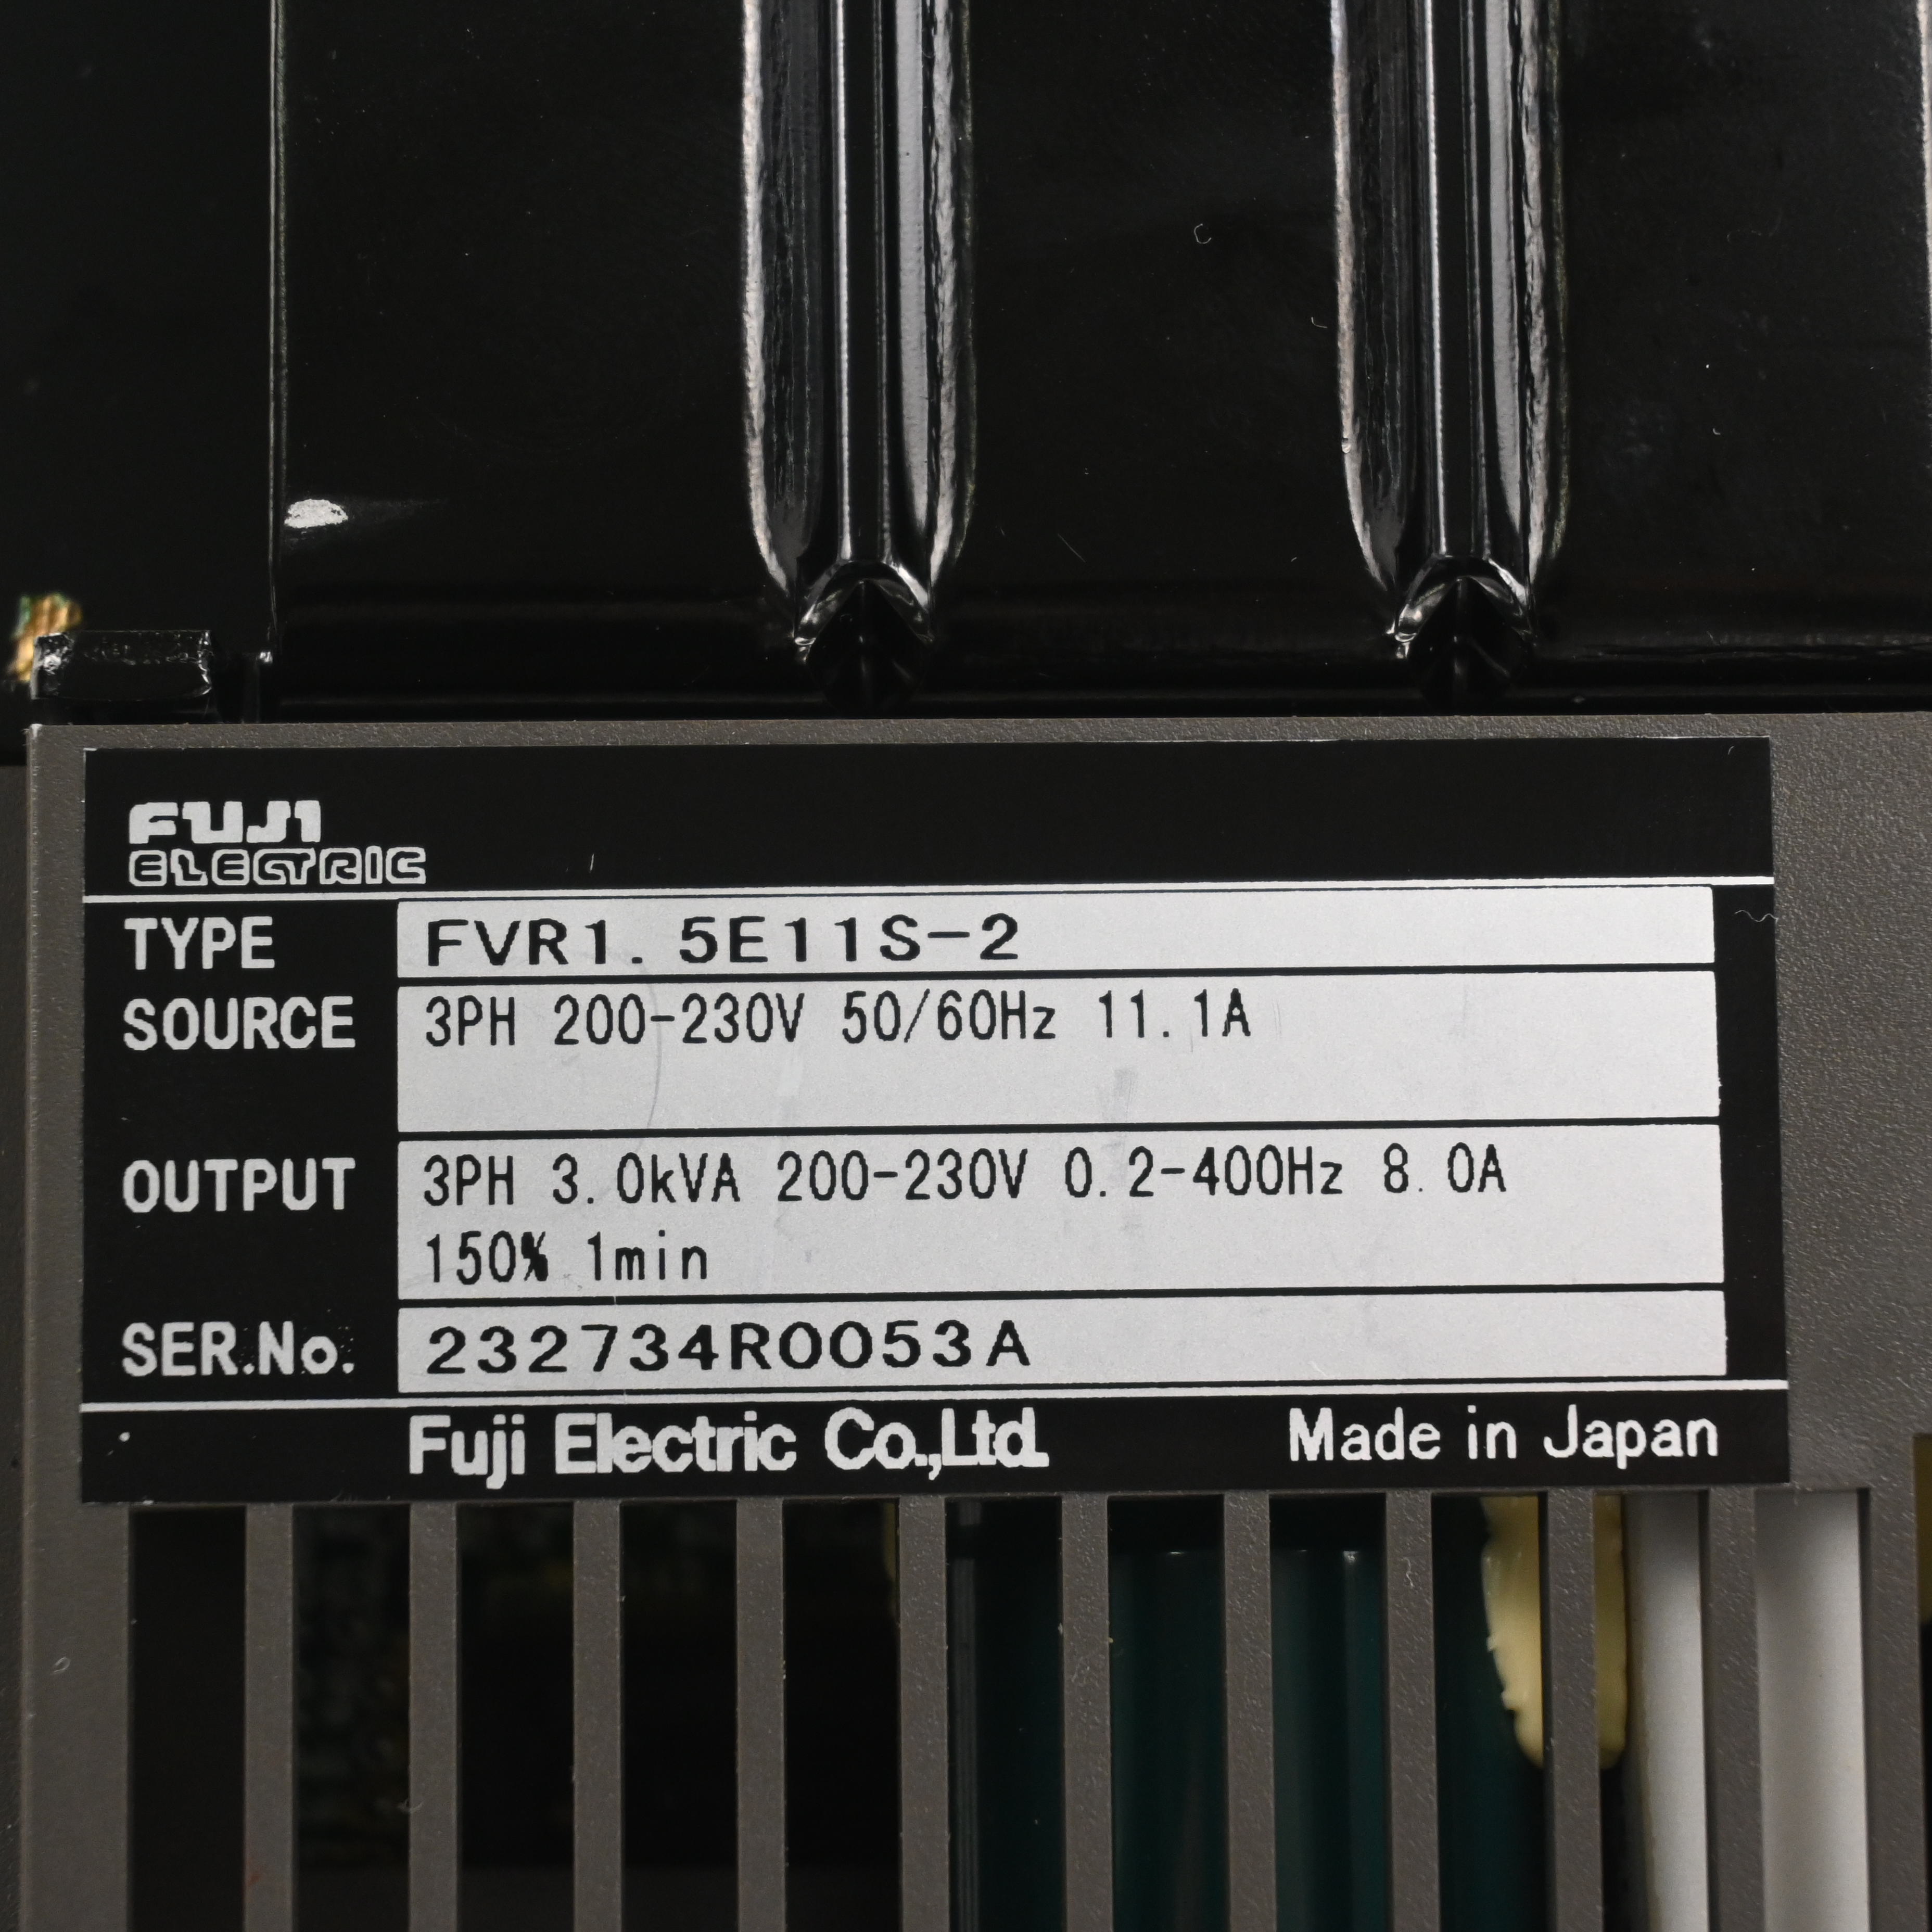 FUJI
ELECTRIC
TYPE FVR1.5E11S-2
SOURCE 3PH 200-230V 50/60Hz 11.1A
OUTPUT 3PH 3.0kVA 200-230V 0.2-400Hz 8.0A
150% 1min
SER.No. 232734R0053A
Fuji Electric Co.,Ltd. Made in Japan